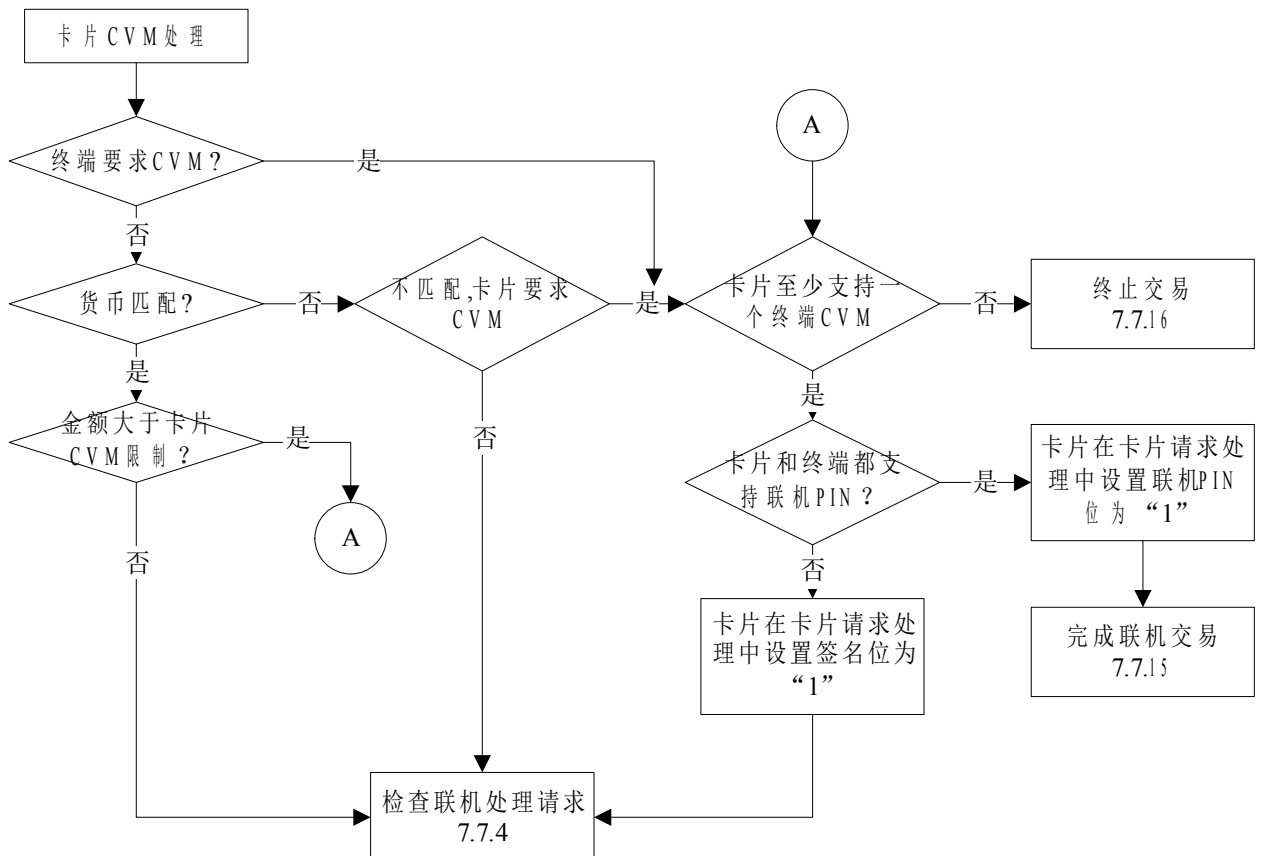 卡片CVM处理
A
终端要求CVM?
是
否
货币匹配?
否
不匹配,卡片要求
CVM
是
卡片至少支持一
个终端CVM
否
终止交易
7.7.16
是
是
金额大于卡片
CVM限制?
是
否
卡片和终端都支
持联机PIN?
是
卡片在卡片请求处
理中设置联机PIN
位为“1”
A
否
否
卡片在卡片请求处
理中设置签名位为
“1”
完成联机交易
7.7.15
检查联机处理请求
7.7.4